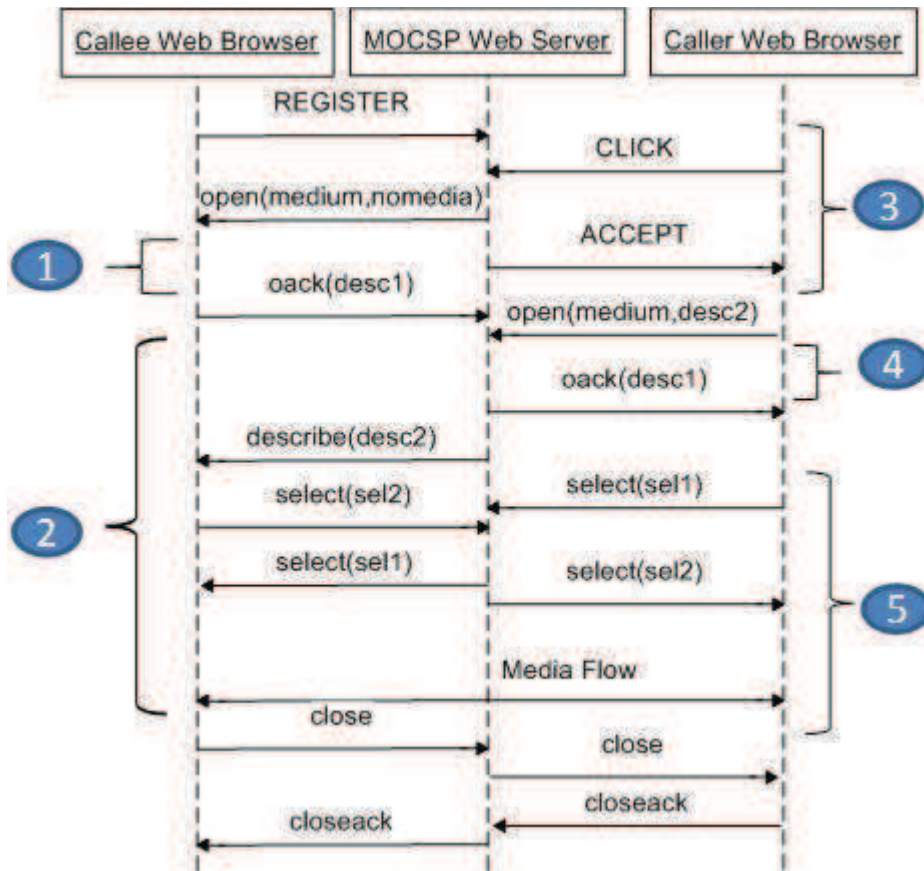 Callee Web Browser
MOCSP Web Server
Caller Web Browser
REGISTER
CLICK
open(medium,nomedia)
3
ACCEPT
1
oack(desc1)
open(medium,desc2)
4
oack(desc1)
describe(desc2)
select(sel1)
select(sel2)
2
select(sel1)
select(sel2)
5
Media Flow
close
close
closeack
closeack